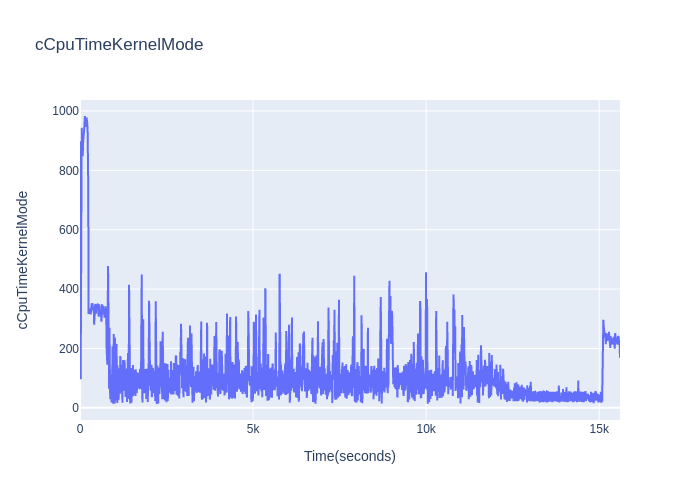 cCpuTimeKernelMode
1000
800
600
400
200
0
cCpuTimeKernelMode
0
5k
10k
15k
Time(seconds)